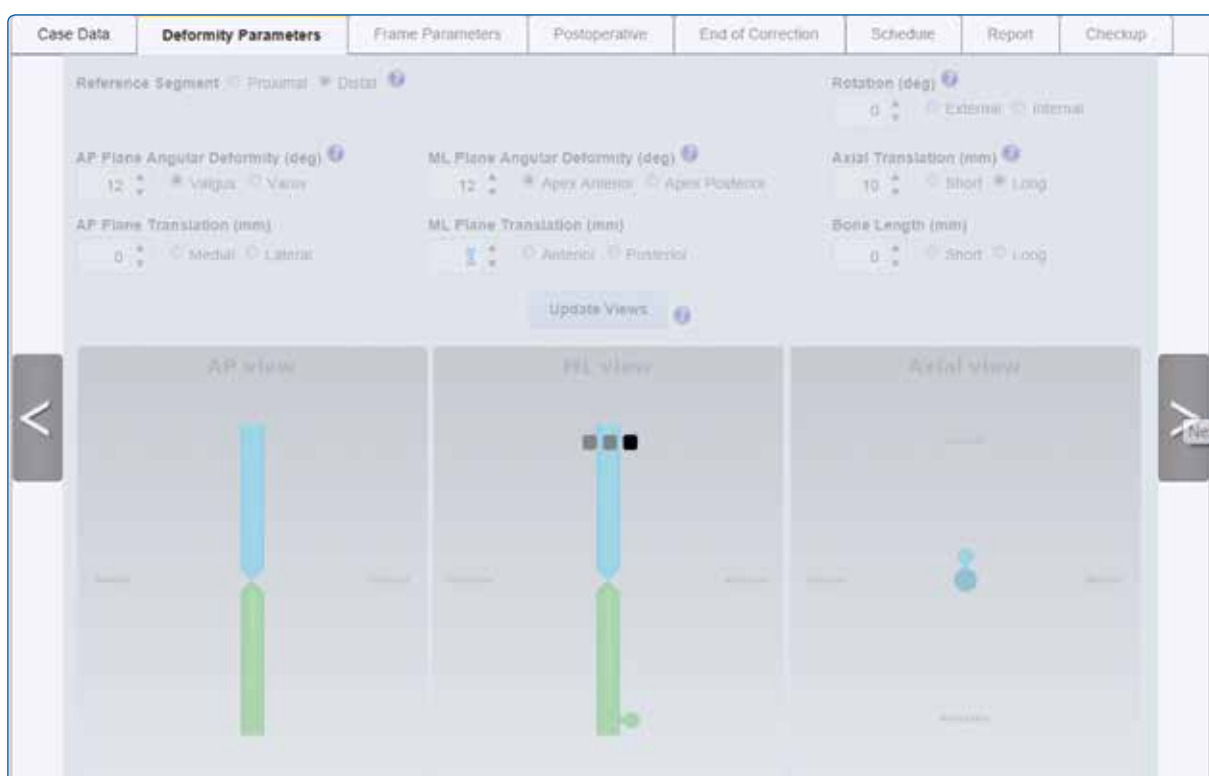 Case Data Deformity Parameters Frame Parameters Postoperative End of Correction Schedule Report Checkup
Reference Segment Proximal Distal ? Rotation (deg) ?
0 External Internal
AP Plane Angular Deformity (deg) ? ML Plane Angular Deformity (deg) ? Axial Translation (mm) ?
12 Valgus Varus 12 Apex Anterior Apex Posterior 10 Short Long
AP Plane Translation (mm) ML Plane Translation (mm) Bone Length (mm)
0 Medial Lateral Anterior Posterior 0 Short Long
Update Views ?
AP view ML view Axial view
< >
Ne